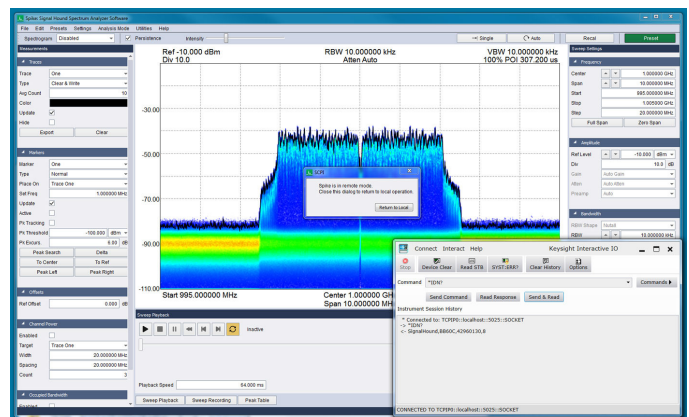 Spike: Signal Hound Spectrum Analyzer Software
File Edit Presets Settings Analysis Mode Utilities Help
Spectrogram Disabled Persistence Intensity Single Auto Recal Preset
Measurements
Traces
Trace One
Type Clear & Write
Avg Count 10
Color
Update
Hide
Export Clear
Markers
Marker One
Type Normal
Place On Trace One
Set Freq 1.000000 GHz
Update
Active
Pk Tracking
Pk Threshold -100.000 dBm
Pk Excurs. 6.00 dB
Peak Search Delta
To Center To Ref
Peak Left Peak Right
Offsets
Ref Offset 0.000 dB
Channel Power
Enabled
Target Trace One
Width 20.000000 MHz
Spacing 20.000000 MHz
Count 3
Occupied Bandwidth
Enabled
Ref -10.000 dBm RBW 10.000000 kHz VBW 10.000000 kHz
Div 10.0 Atten Auto 100% POI 307.200 us
-30.00
-50.00
-70.00
-90.00
-110.00
Start 995.000000 MHz Center 1.000000 GH
Span 10.000000 MH
SCPI
Spike is in remote mode.
Close this dialog to return to local operation.
Return to Local
Sweep Playback
Inactive
Playback Speed 64.000 ms
Sweep Playback Sweep Recording Peak Table
Sweep Settings
Frequency
Center 1.000000 GHz
Span 10.000000 MHz
Start 995.000000 MHz
Stop 1.005000 GHz
Step 20.000000 MHz
Full Span Zero Span
Amplitude
Ref Level -10.000 dBm
Div 10.0
Gain Auto Gain
Atten Auto Atten
Preamp Auto
Bandwidth
RBW Shape Nuttall
RBW 10.000000 kHz
Connect Interact Help Keysight Interactive IO
Stop Device Clear Read STB SYST:ERR? Clear History Options
Command *IDN? Commands
Send Command Read Response Send & Read
Instrument Session History
* Connected to: TCPIP0::localhost::5025::SOCKET
-> *IDN?
<- SignalHound,BB60C,42960130,8
CONNECTED TO TCPIP0::localhost::5025::SOCKET